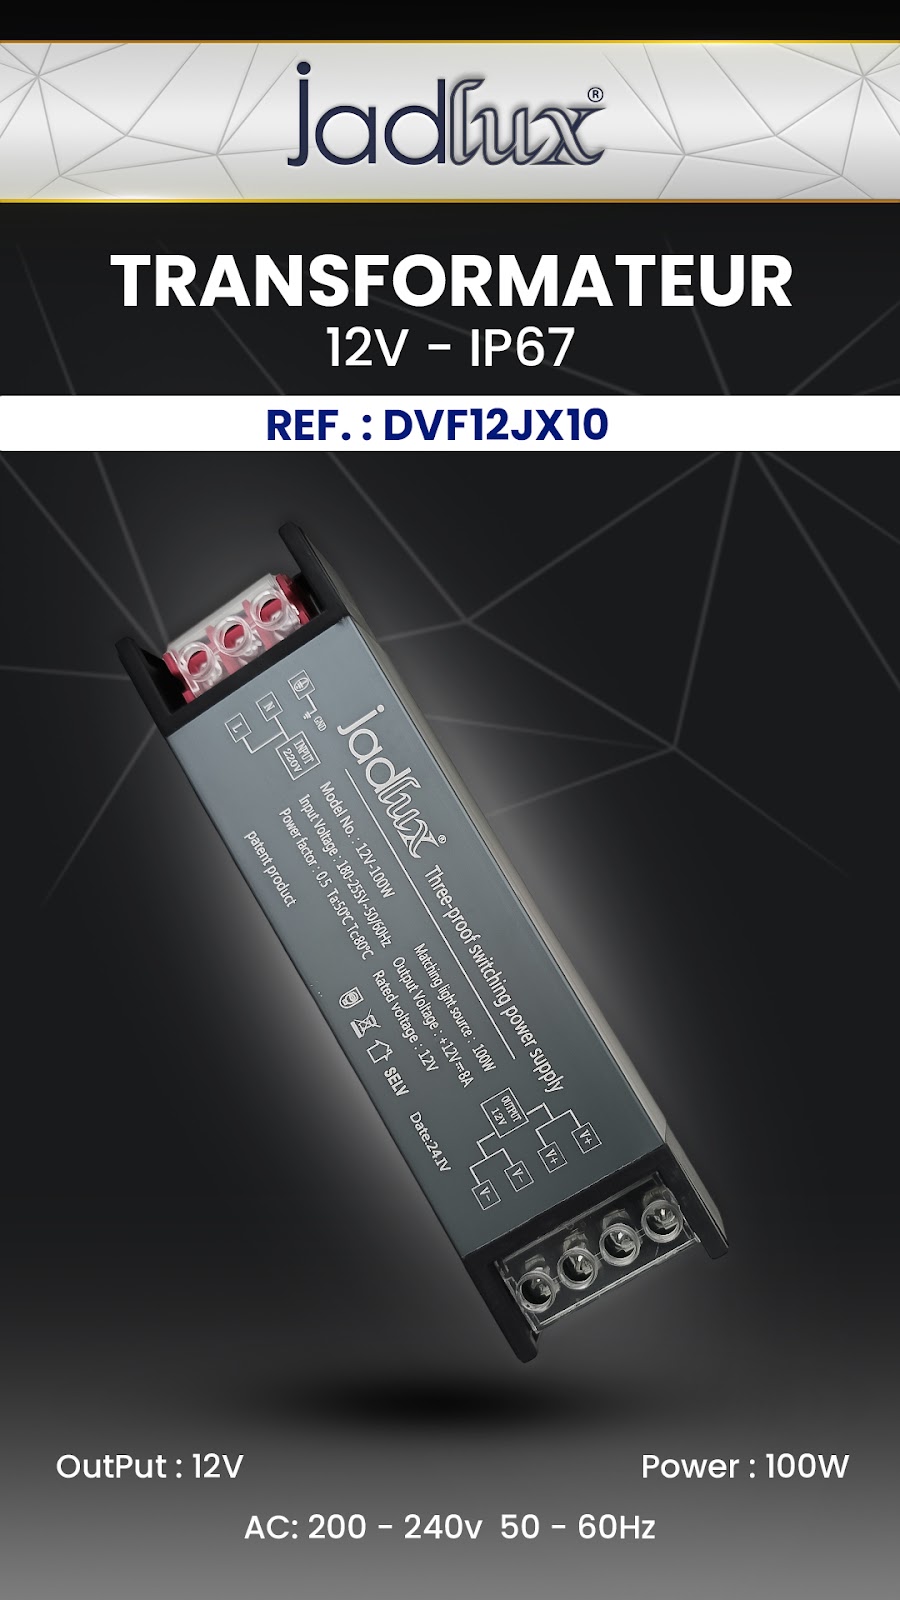 jadlux®
TRANSFORMATEUR
12V - IP67
REF. : DVF12JX10
L
N
GND
INPUT
220V
jadlux®
Three-proof switching power supply
Model No. : 12V-100W
Input Voltage : 180-255V~50/60Hz
Power factor : 0.5 Ta:50°C Tc:80°C
patent product
Matching light source : 100W
Output Voltage : +12V⎓8A
Rated voltage : 12V
SELV
Date:24.IV
OUTPUT
12V
V+
V+
V-
V-
OutPut : 12V
Power : 100W
AC: 200 - 240v 50 - 60Hz